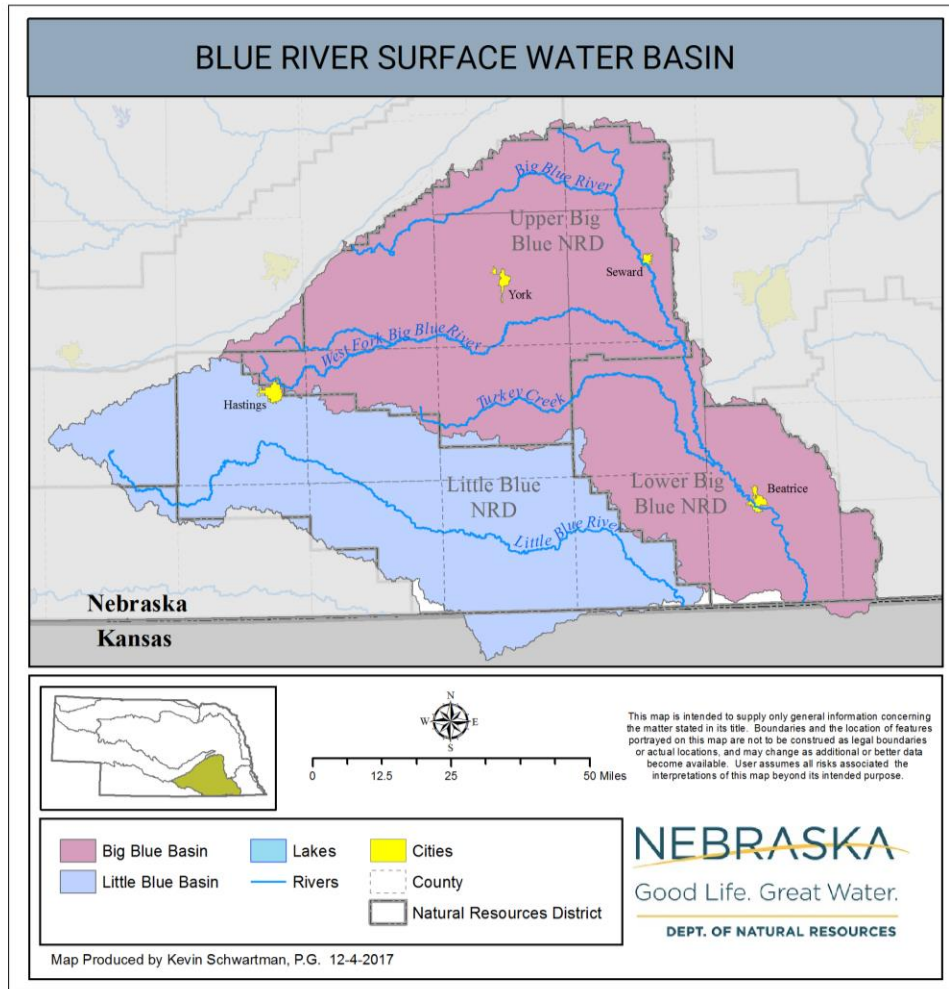 BLUE RIVER SURFACE WATER BASIN
Big Blue River
Upper Big
Blue NRD
Seward
York
West Fork Big Blue River
Hastings
Turkey Creek
Little Blue
NRD
Lower Big
Blue NRD
Beatrice
Little Blue River
Nebraska
Kansas
N
W E
S
0 12.5 25 50 Miles
This map is intended to supply only general information concerning
the matter stated in its title. Boundaries and the location of features
portrayed on this map are not to be construed as legal boundaries
or actual locations, and may change as additional or better data
become available. User assumes all risks associated the
interpretations of this map beyond its intended purpose.
Big Blue Basin
Lakes
Cities
Little Blue Basin
Rivers
County
Natural Resources District
NEBRASKA
Good Life. Great Water.
DEPT. OF NATURAL RESOURCES
Map Produced by Kevin Schwartman, P.G. 12-4-2017